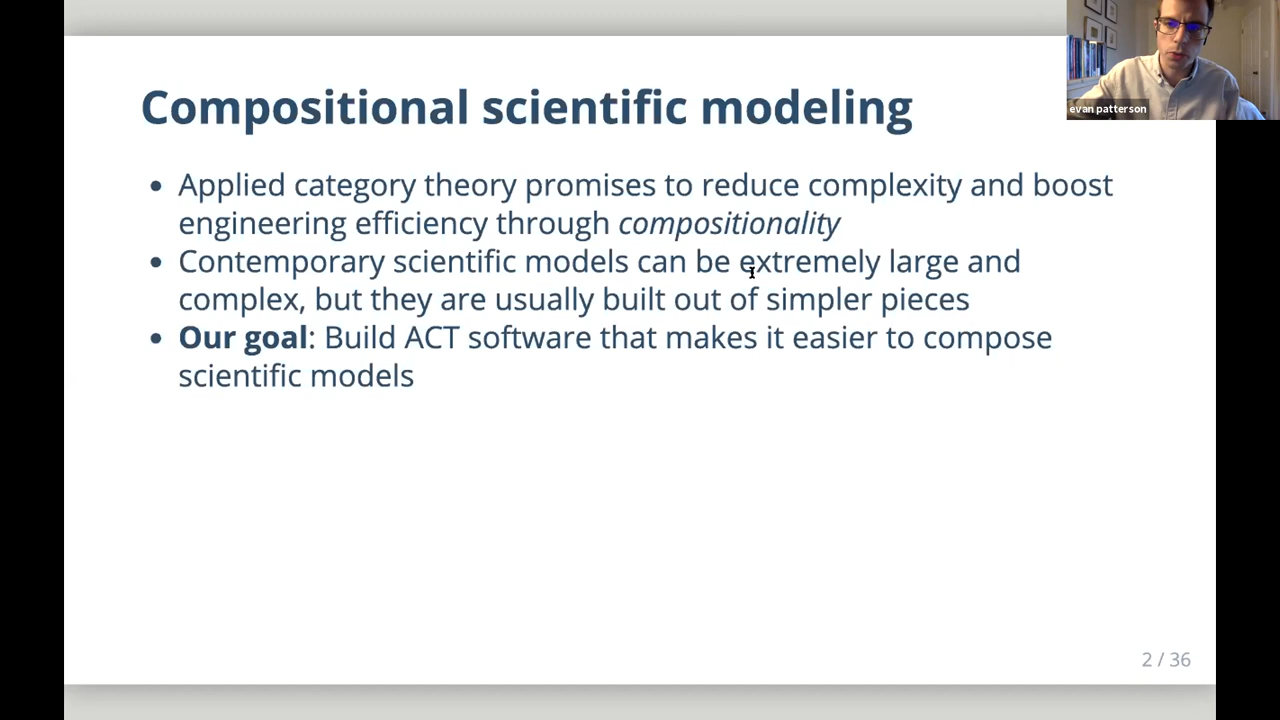 Compositional scientific modeling
evan patterson
• Applied category theory promises to reduce complexity and boost
engineering efficiency through compositionality
• Contemporary scientific models can be extremely large and
complex, but they are usually built out of simpler pieces
• Our goal: Build ACT software that makes it easier to compose
scientific models
2 / 36